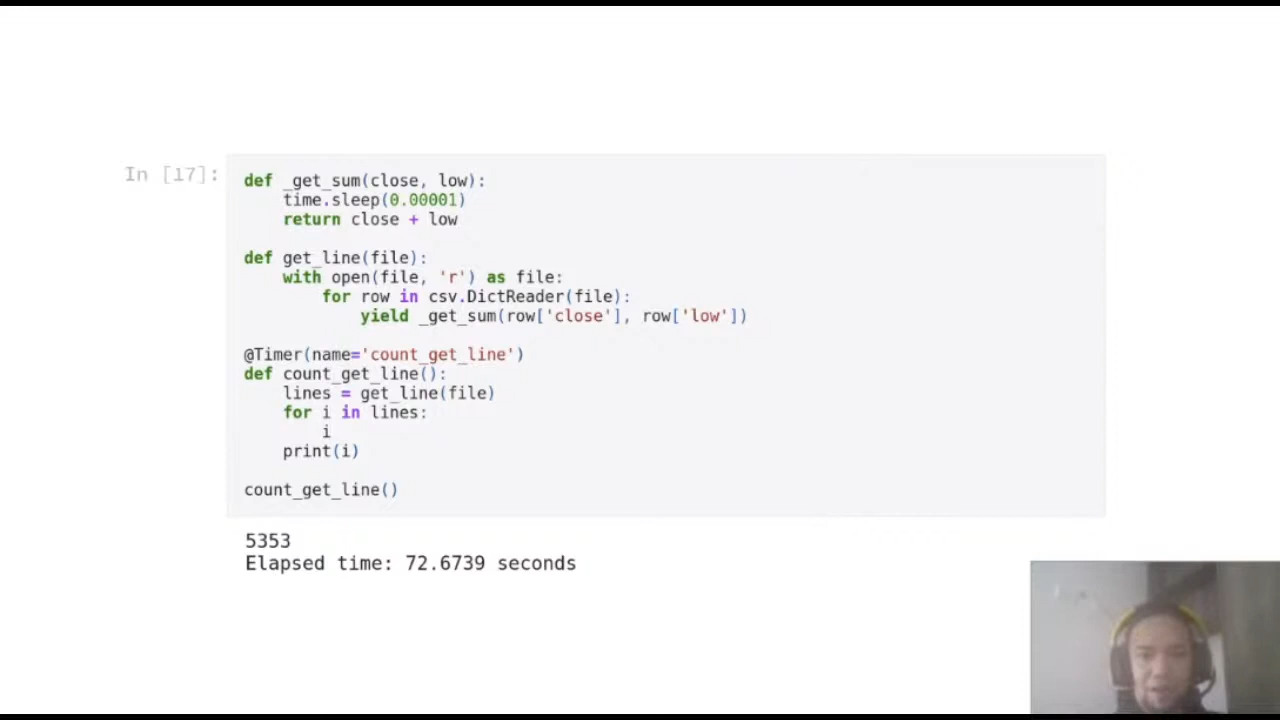 In [17]:
def _get_sum(close, low):
    time.sleep(0.00001)
    return close + low
def get_line(file):
    with open(file, 'r') as file:
        for row in csv.DictReader(file):
            yield _get_sum(row['close'], row['low'])
@Timer(name='count_get_line')
def count_get_line():
    lines = get_line(file)
    for i in lines:
        i
    print(i)
count_get_line()
5353
Elapsed time: 72.6739 seconds